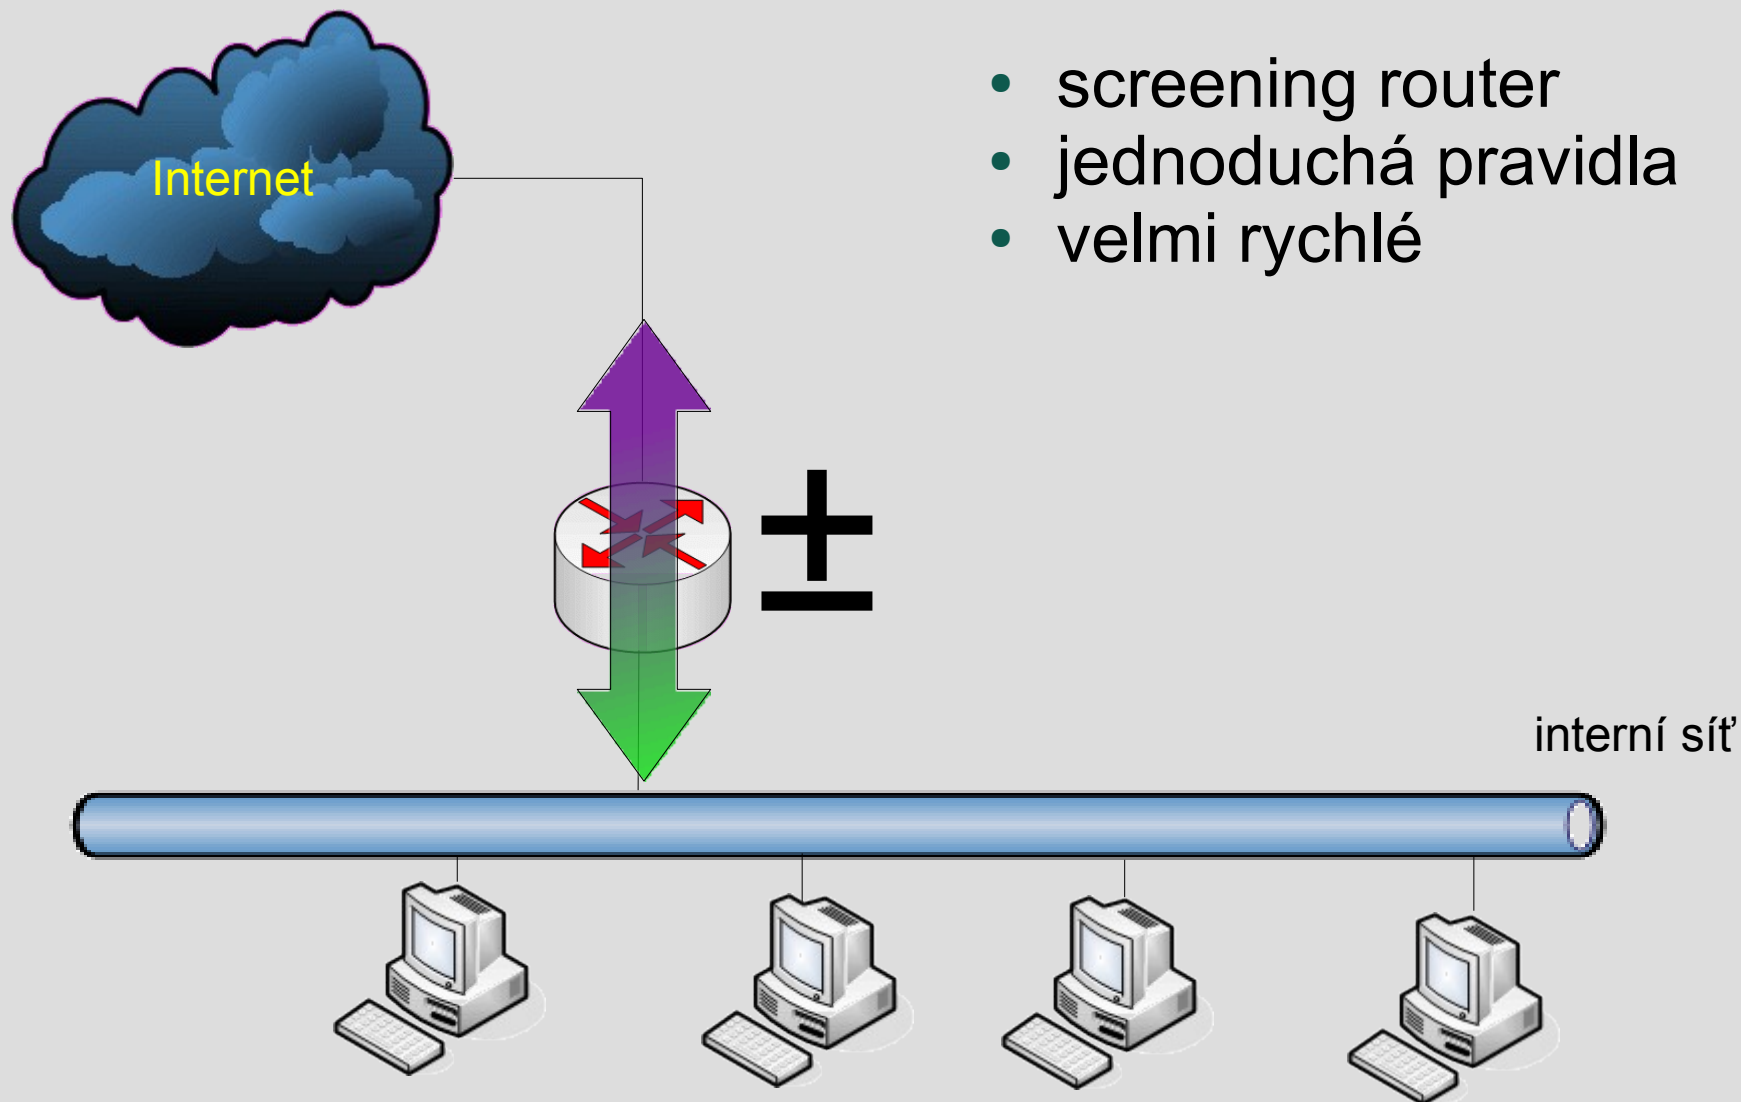 Internet
• screening router
• jednoduchá pravidla
• velmi rychlé
±
interní síť